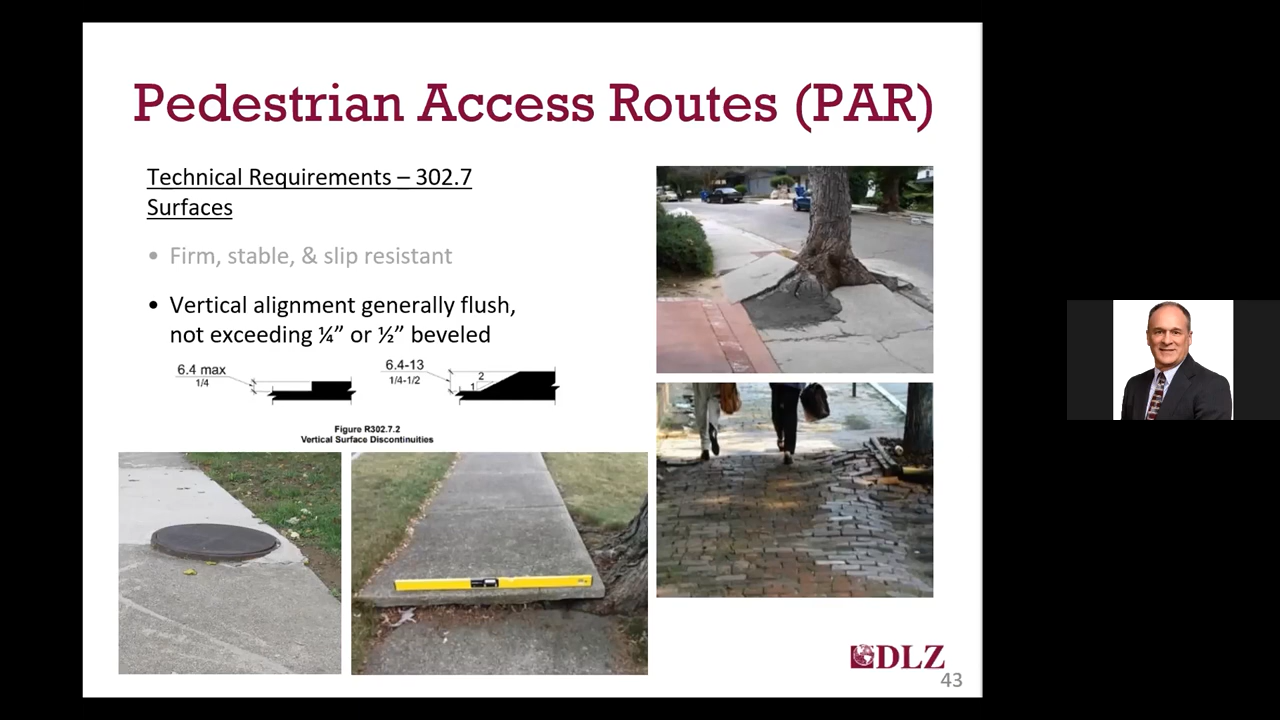 Pedestrian Access Routes (PAR)
Technical Requirements – 302.7
Surfaces
• Firm, stable, & slip resistant
• Vertical alignment generally flush,
not exceeding ¼” or ½” beveled
6.4 max
1/4
6.4-13
1/4-1/2
2
1
Figure R302.7.2
Vertical Surface Discontinuities
DLZ
43